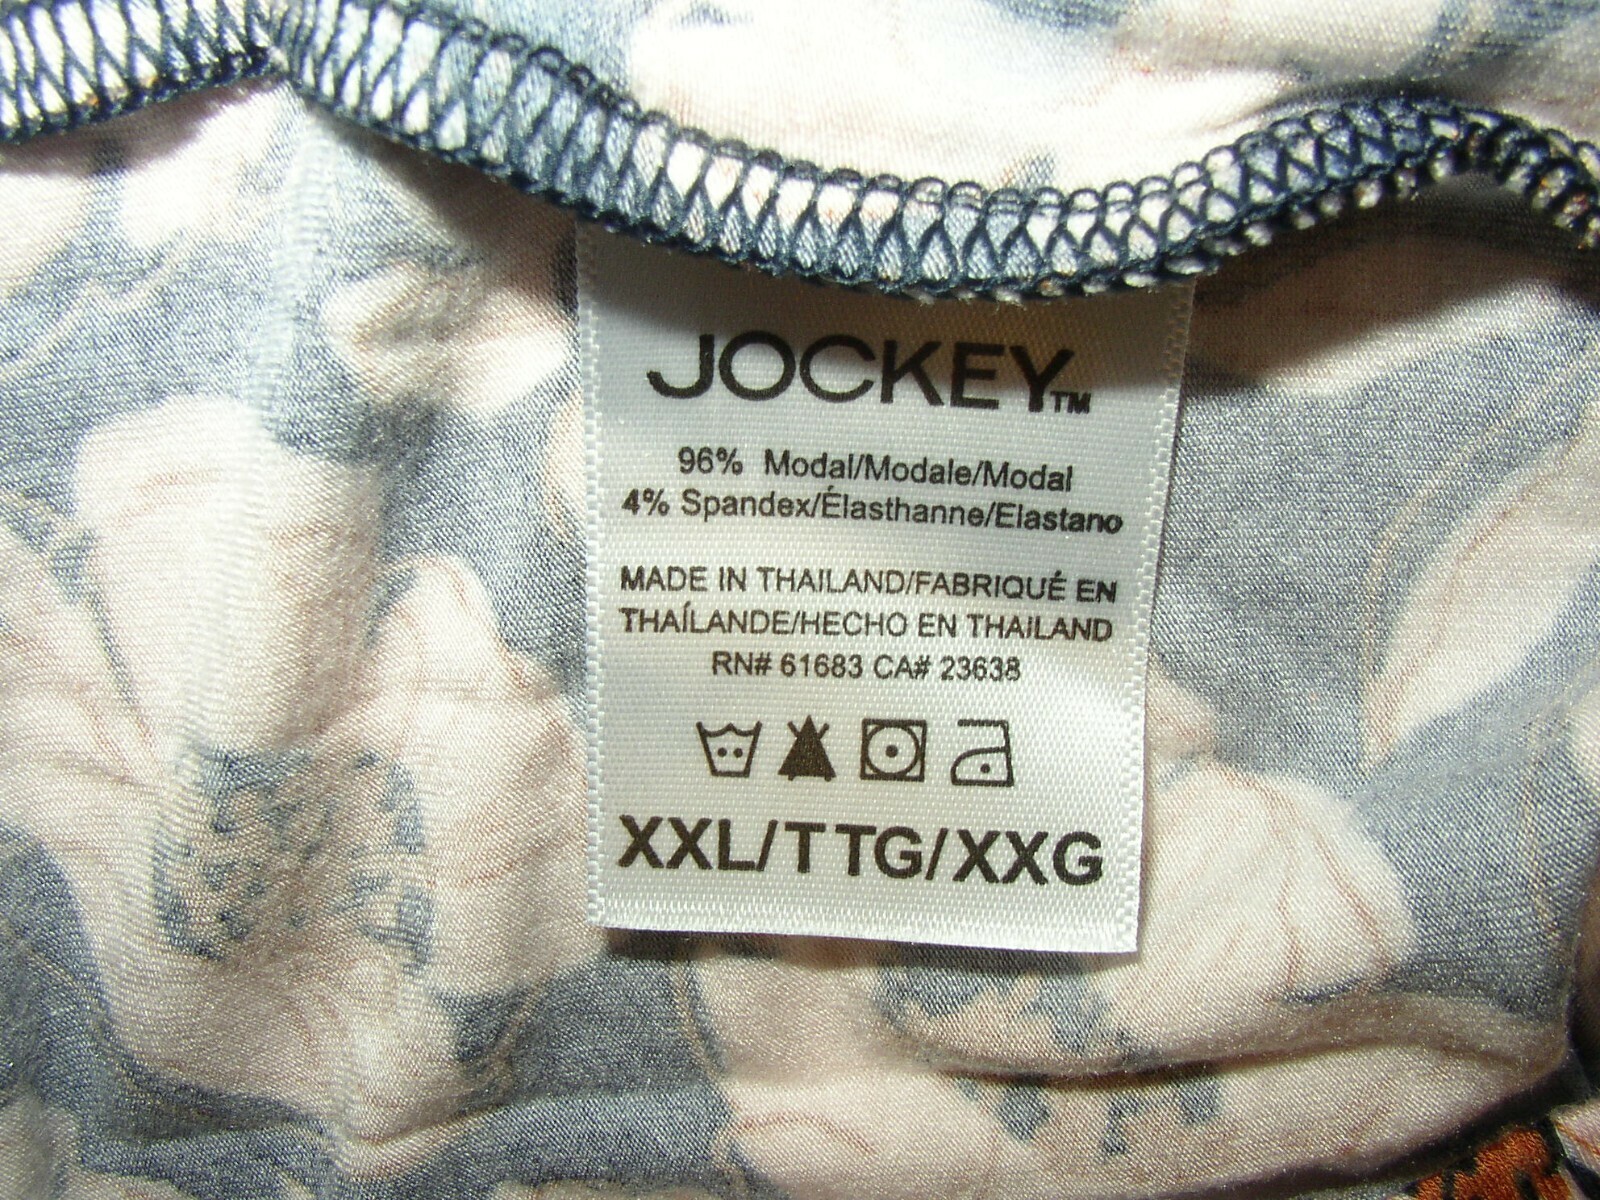 JOCKEY™
96% Modal/Modale/Modal
4% Spandex/Élasthanne/Elastano
MADE IN THAILAND/FABRIQUÉ EN
THAÍLANDE/HECHO EN THAILAND
RN# 61683 CA# 23638
XXL/TTG/XXG